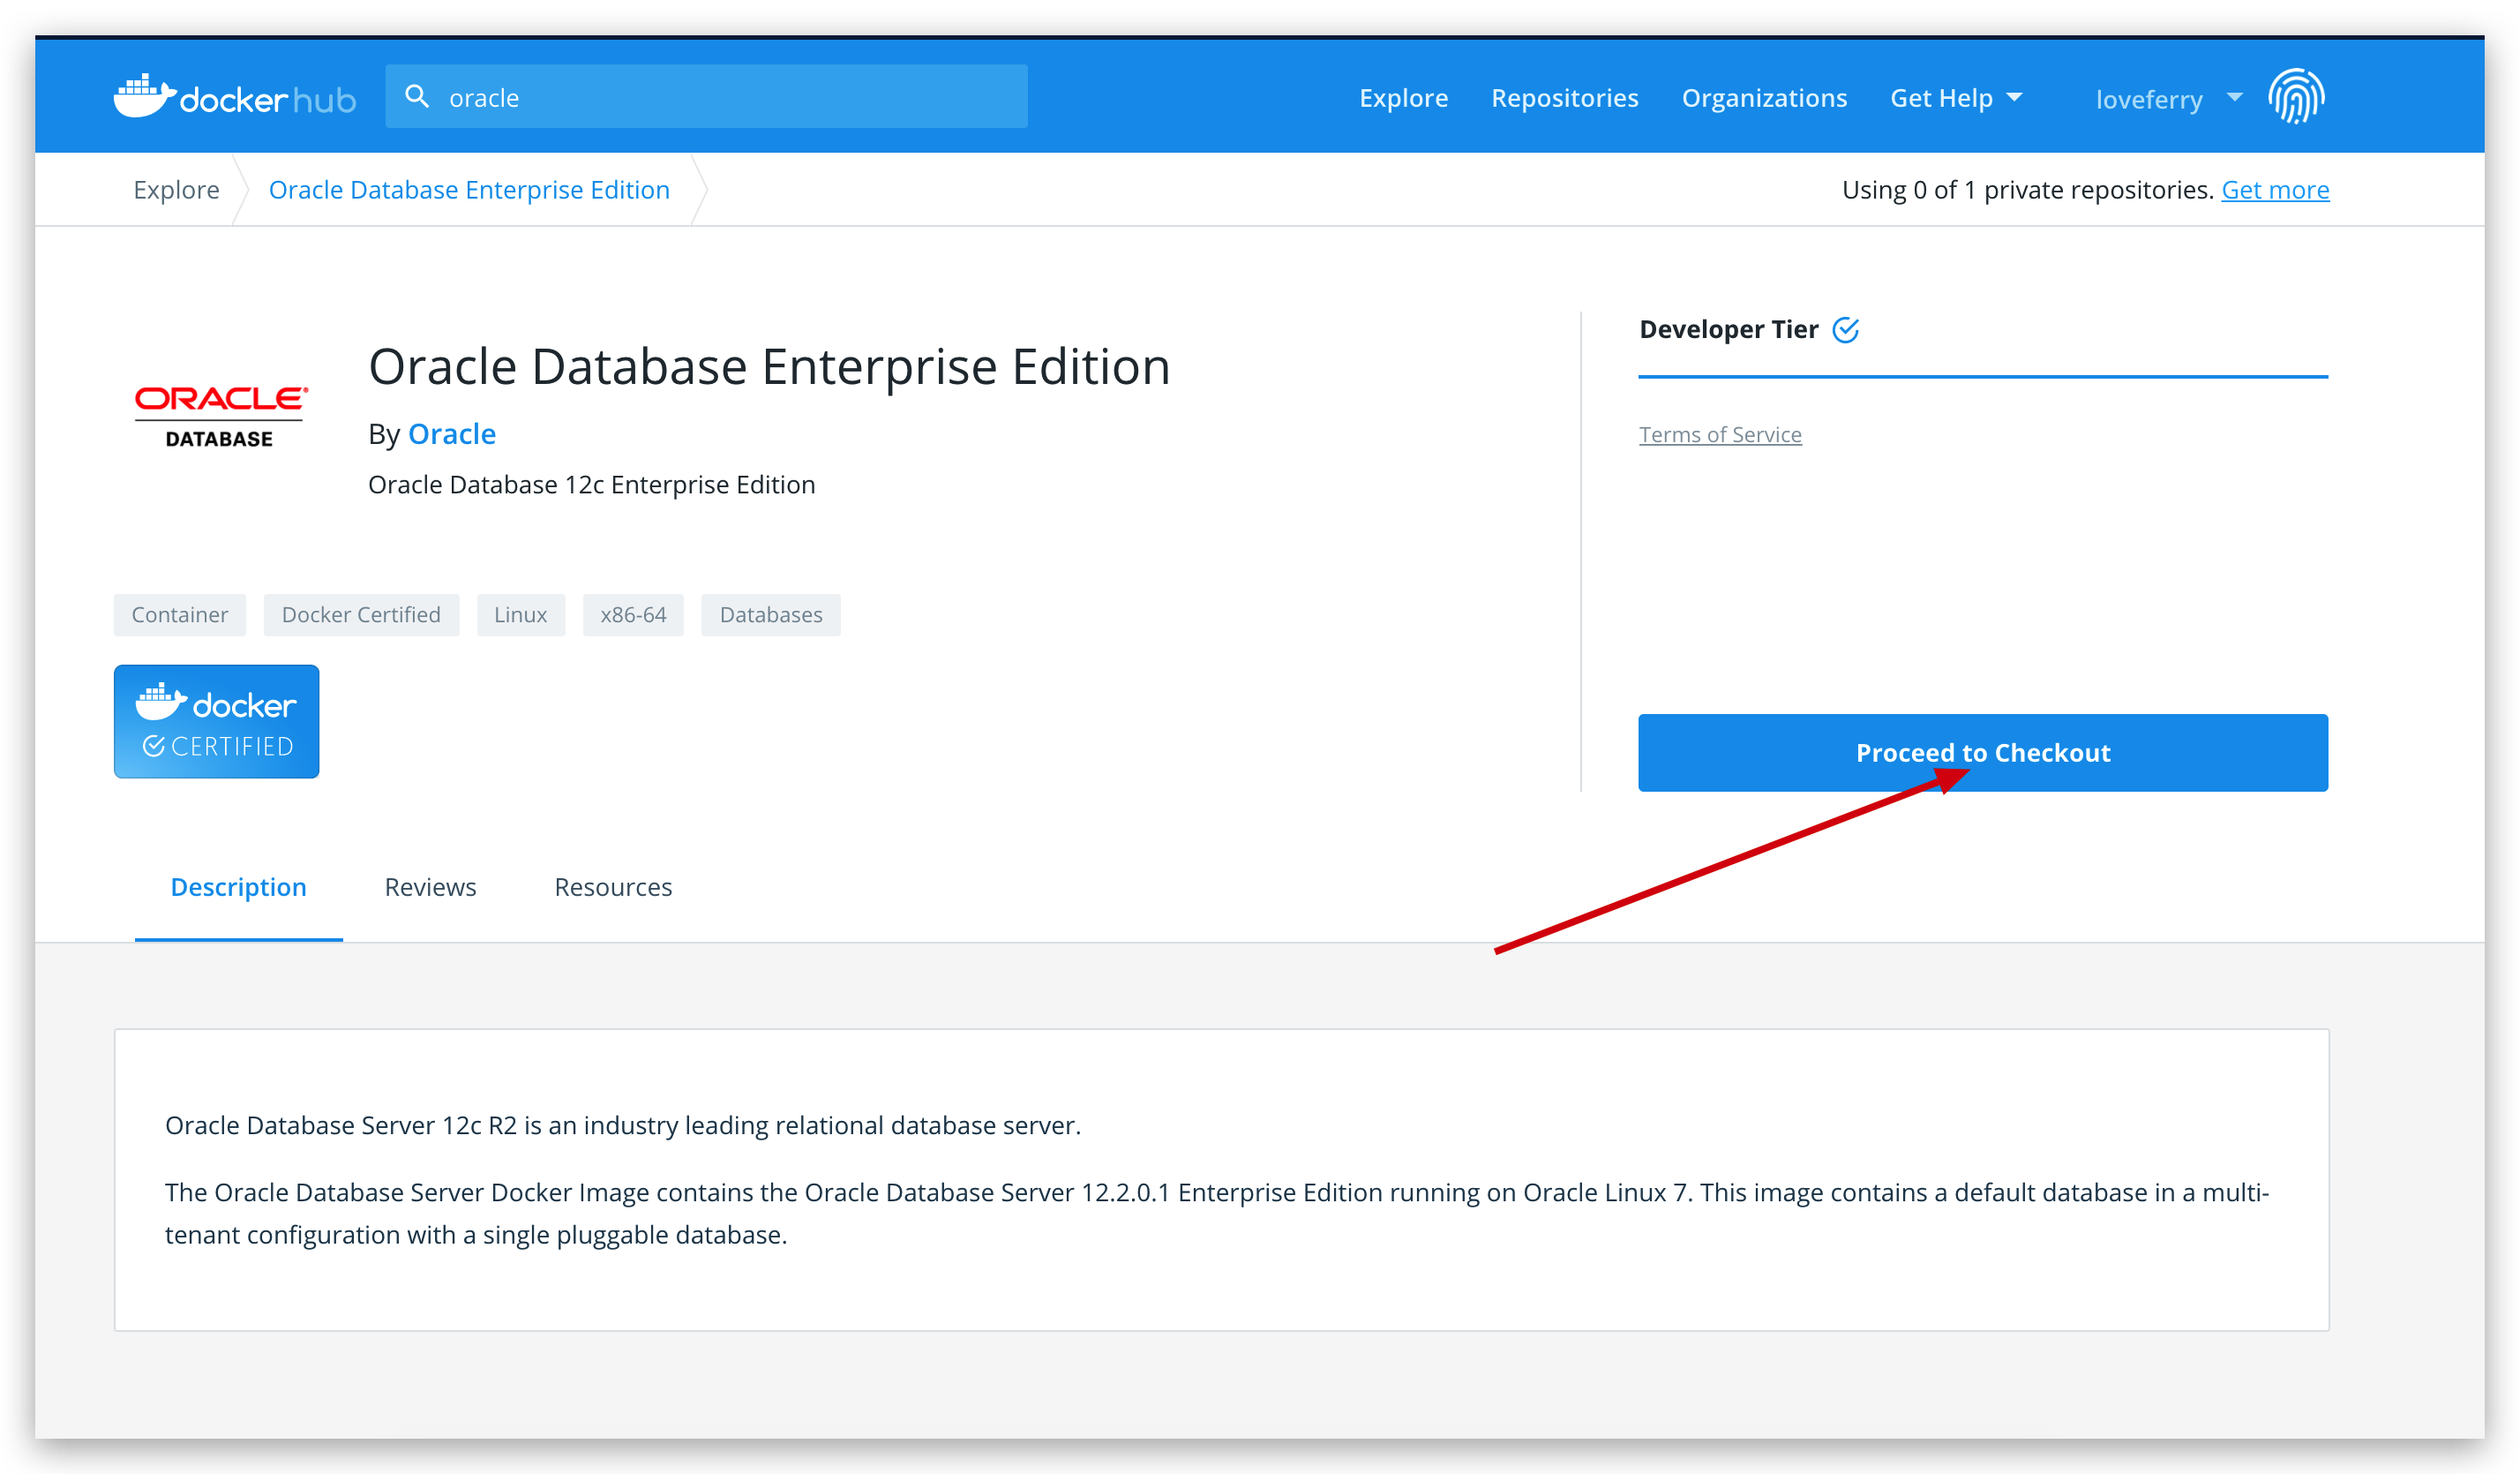 docker hub
oracle
Explore Repositories Organizations Get Help loveferry
Explore Oracle Database Enterprise Edition Using 0 of 1 private repositories. Get more
Developer Tier
Oracle Database Enterprise Edition
ORACLE®
DATABASE
By Oracle
Terms of Service
Oracle Database 12c Enterprise Edition
Container Docker Certified Linux x86-64 Databases
docker
CERTIFIED
Proceed to Checkout
Description Reviews Resources
Oracle Database Server 12c R2 is an industry leading relational database server.
The Oracle Database Server Docker Image contains the Oracle Database Server 12.2.0.1 Enterprise Edition running on Oracle Linux 7. This image contains a default database in a multi-
tenant configuration with a single pluggable database.